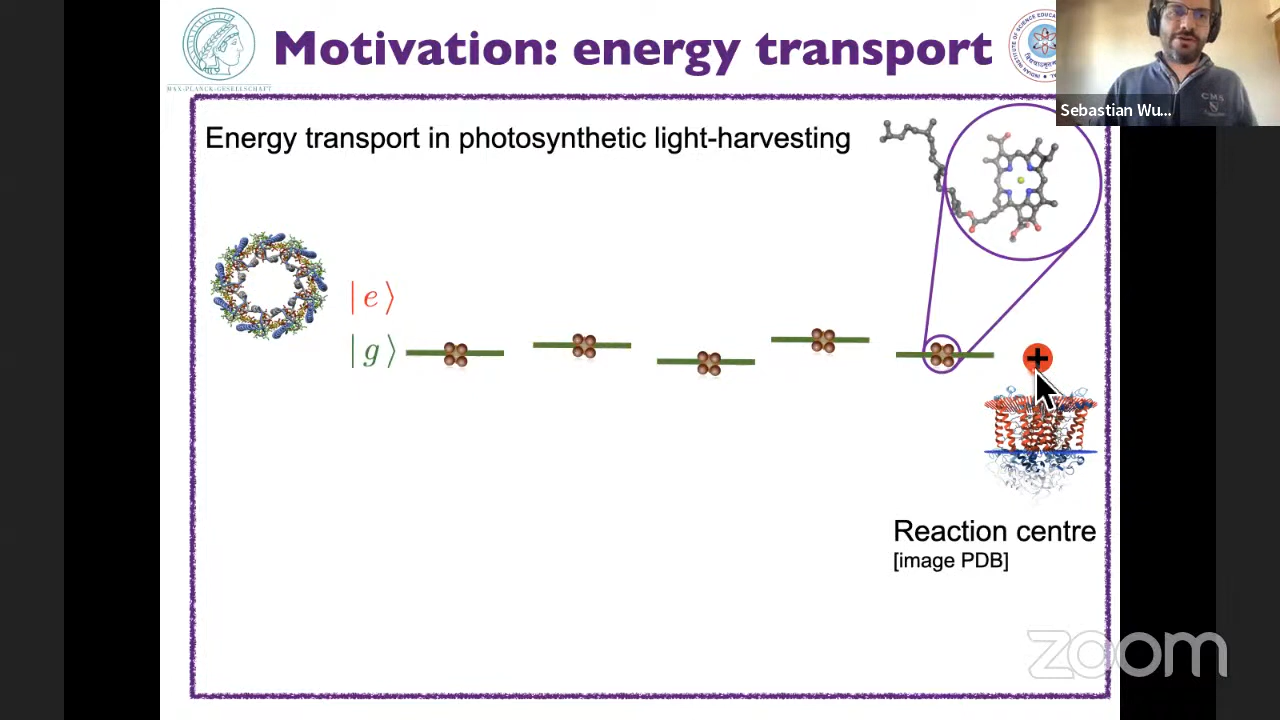 MAX-PLANCK-GESELLSCHAFT
Motivation: energy transport
CMS
Sebastian Wu...
Energy transport in photosynthetic light-harvesting
|e⟩
|g⟩
+
Reaction centre
[image PDB]
zoom